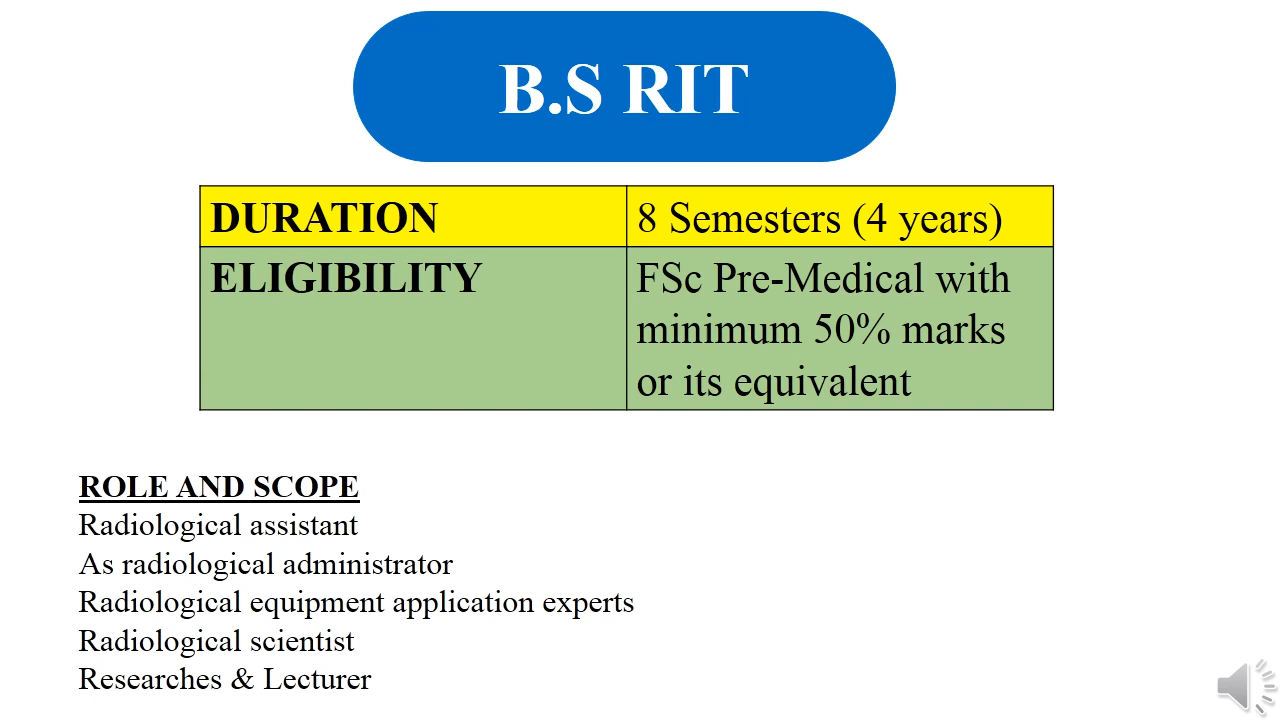 B.S RIT
DURATION
8 Semesters (4 years)
ELIGIBILITY
FSc Pre-Medical with
minimum 50% marks
or its equivalent
ROLE AND SCOPE
Radiological assistant
As radiological administrator
Radiological equipment application experts
Radiological scientist
Researches & Lecturer